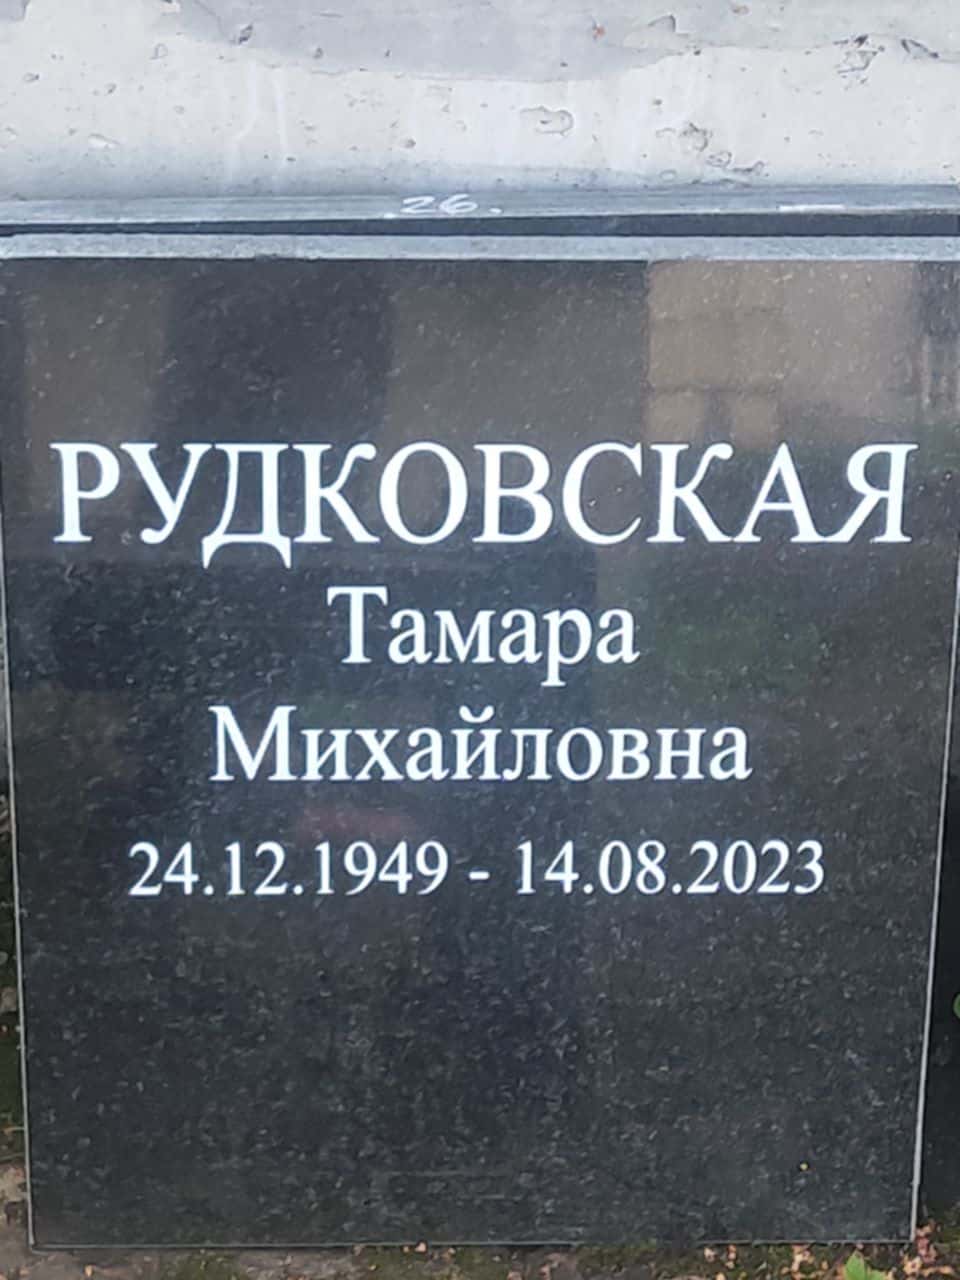 .26.
РУДКОВСКАЯ
Тамара
Михайловна
24.12.1949 - 14.08.2023